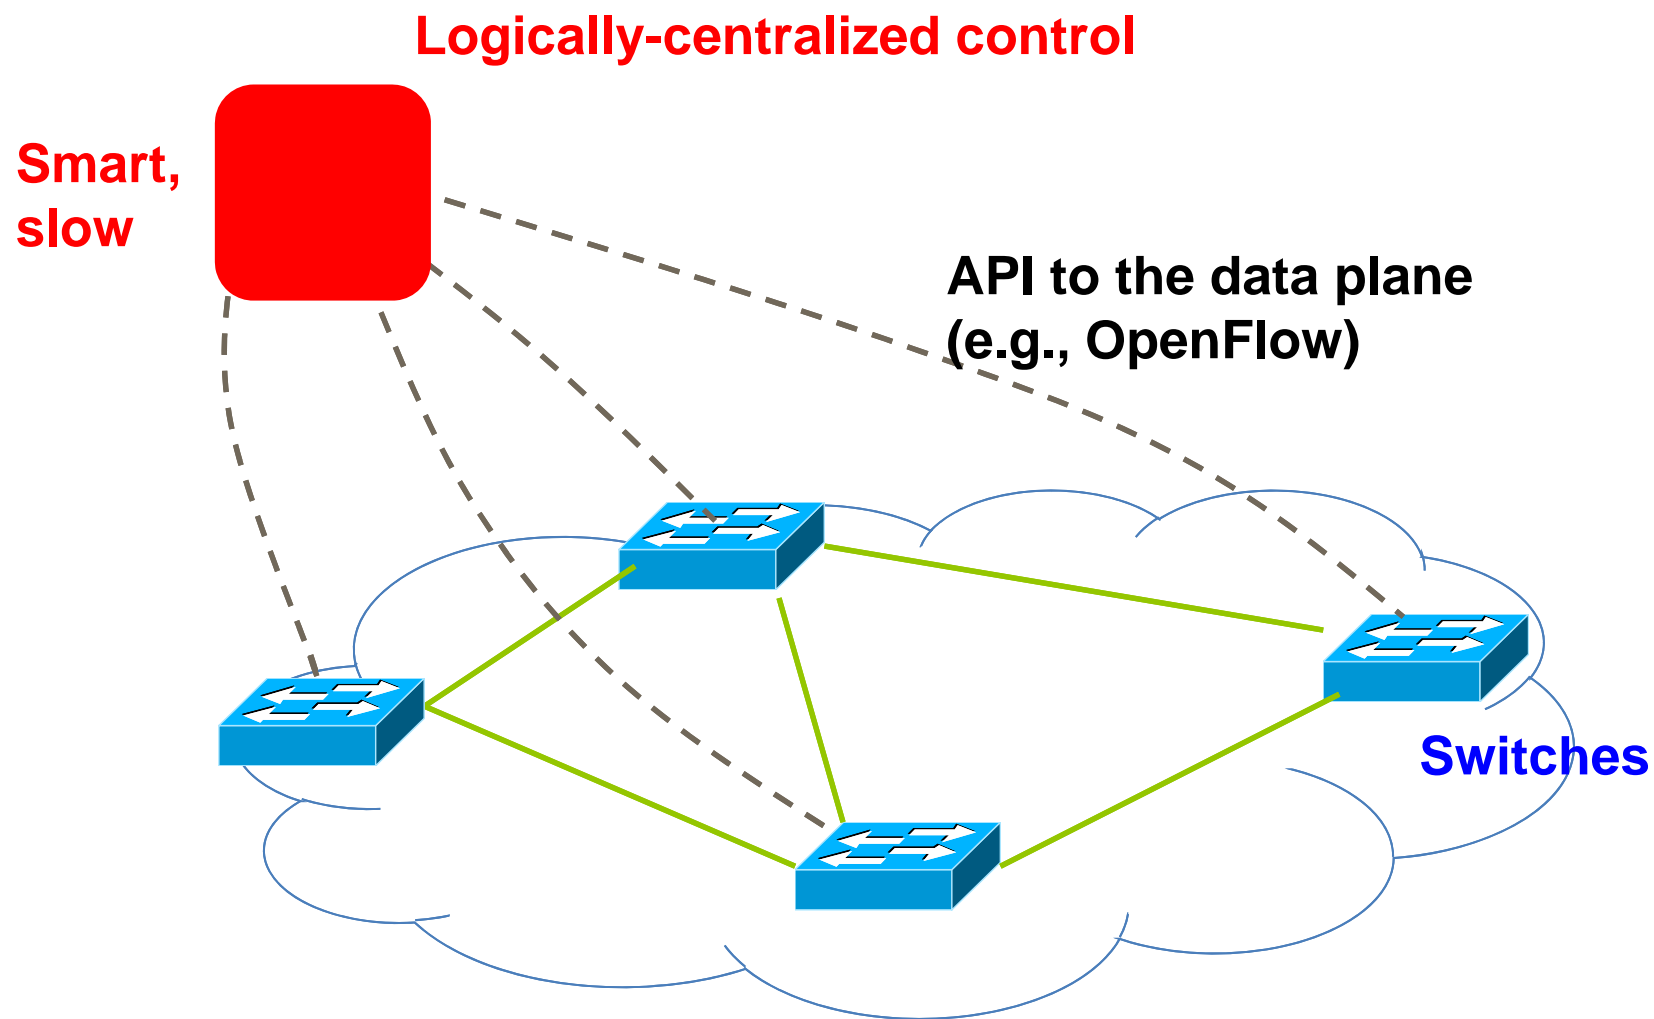 Logically-centralized control
Smart,
slow
API to the data plane
(e.g., OpenFlow)
Switches